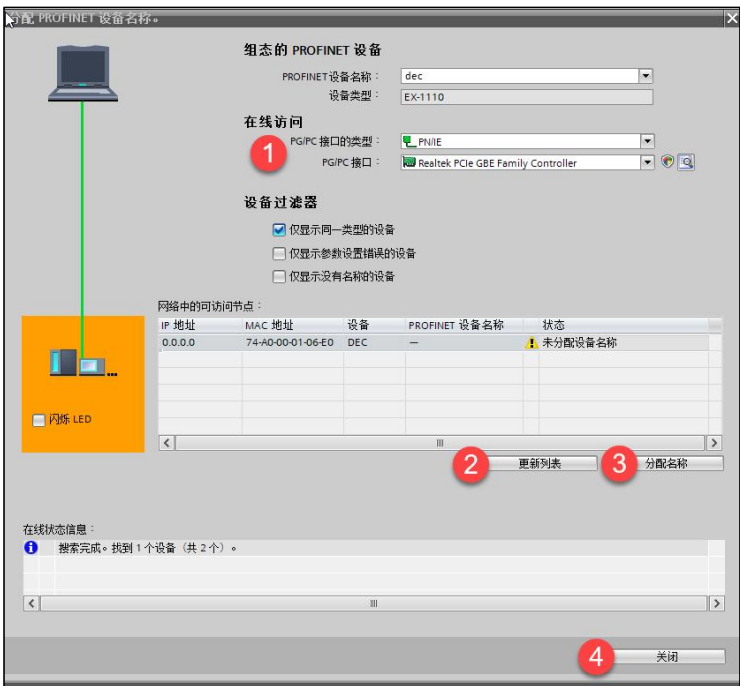 分配 PROFINET 设备名称。
组态的 PROFINET 设备
PROFINET设备名称： dec
设备类型： EX-1110
在线访问
1 PG/PC 接口的类型： PN/IE
PG/PC 接口： Realtek PCIe GBE Family Controller
设备过滤器
仅显示同一类型的设备
仅显示参数设置错误的设备
仅显示没有名称的设备
网络中的可访问节点：
IP 地址 MAC 地址 设备 PROFINET 设备名称 状态
0.0.0.0 74-A0-00-01-06-E0 DEC — 未分配设备名称
闪烁 LED
2 更新列表 3 分配名称
在线状态信息：
搜索完成。找到 1 个设备（共 2 个）。
4 关闭